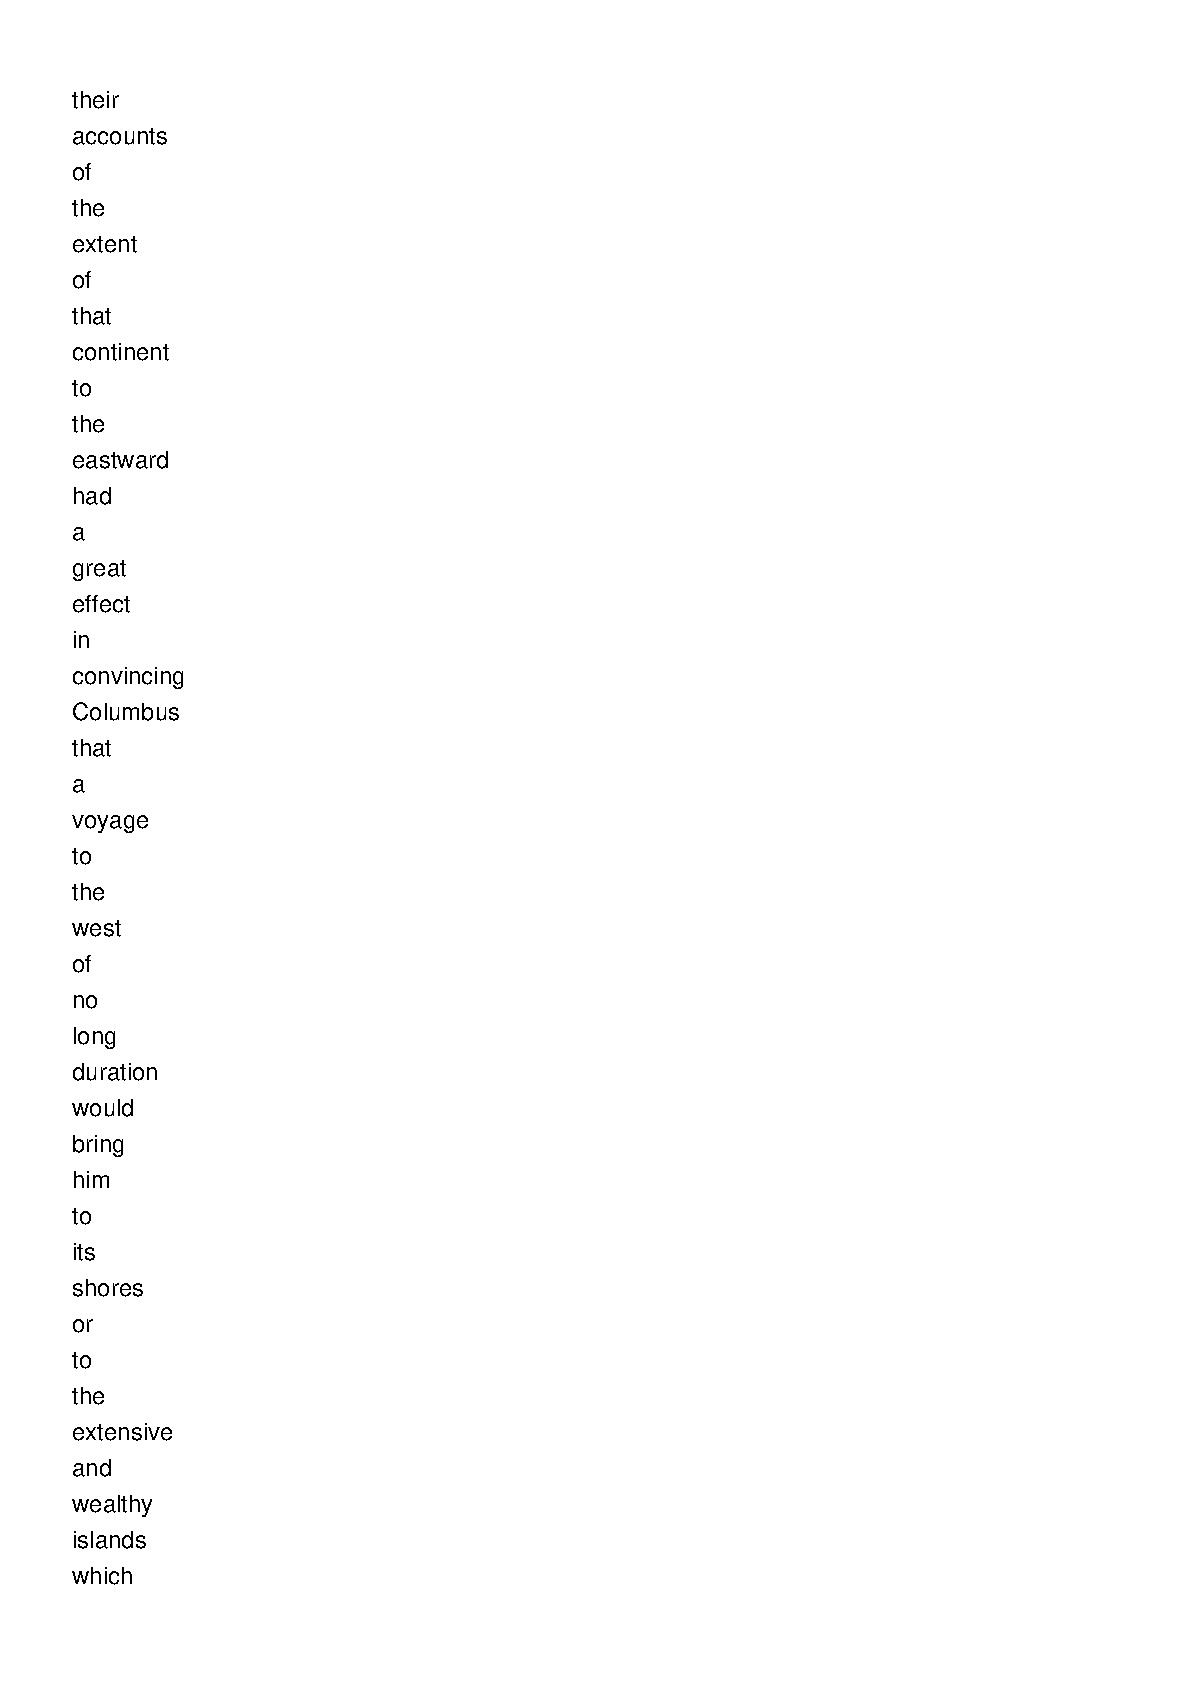 their
accounts
of
the
extent
of
that
continent
to
the
eastward
had
a
great
effect
in
convincing
Columbus
that
a
voyage
to
the
west
of
no
long
duration
would
bring
him
to
its
shores
or
to
the
extensive
and
wealthy
islands
which